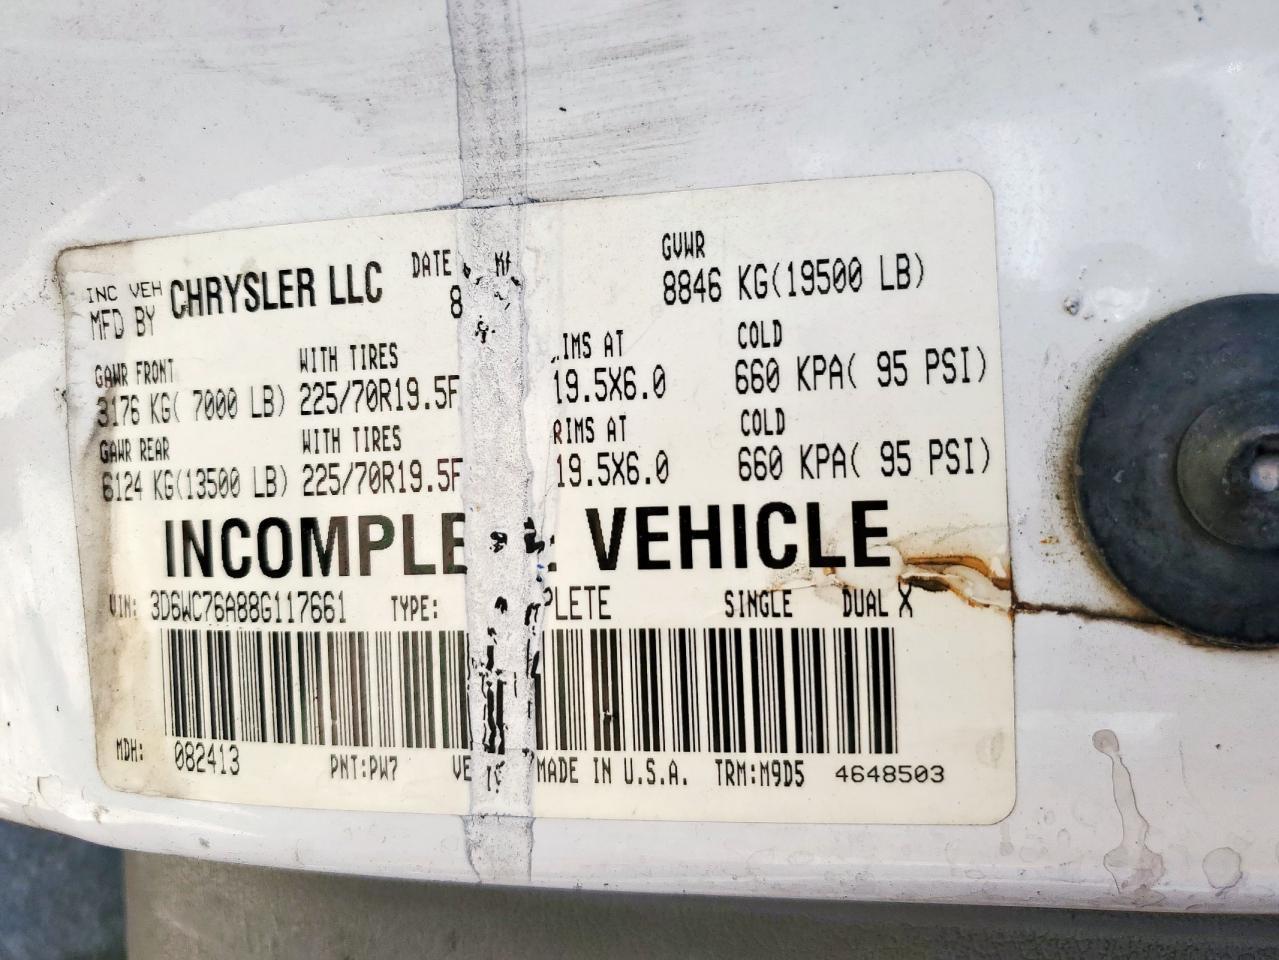 INC VEH MFD BY CHRYSLER LLC DATE GVWR
8 8846 KG(19500 LB)
GAWR FRONT WITH TIRES IMS AT COLD
3176 KG( 7000 LB) 225/70R19.5F 19.5X6.0 660 KPA( 95 PSI)
GAWR REAR WITH TIRES RIMS AT COLD
6124 KG(13500 LB) 225/70R19.5F 19.5X6.0 660 KPA( 95 PSI)
INCOMPLE VEHICLE
VIN: 3D6WC76A88G117661 TYPE: PLETE SINGLE DUAL X
MDH: 082413 PNT:PW7 VE MADE IN U.S.A. TRM:M9D5 4648503